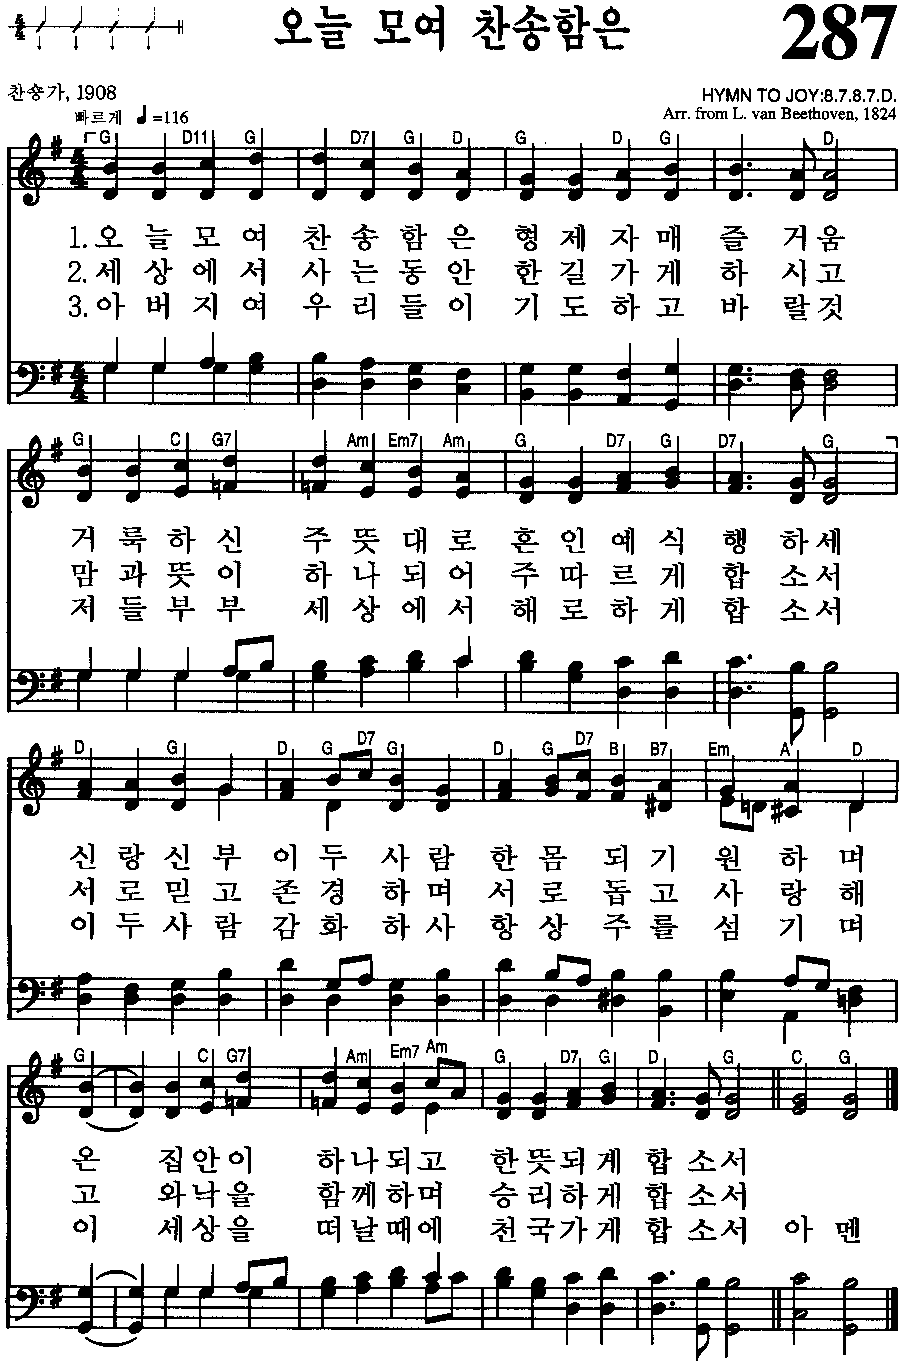 오늘 모여 찬송함은 287
찬숑가, 1908 HYMN TO JOY:8.7.8.7.D.
빠르게 ♩=116 Arr. from L. van Beethoven, 1824
G D11 G D7 G D G D G D
1. 오 늘 모 여 찬 송 함 은 형 제 자 매 즐 거 움
2. 세 상 에 서 사 는 동 안 한 길 가 게 하 시 고
3. 아 버 지 여 우 리 들 이 기 도 하 고 바 랄 것
G C G7 Am Em7 Am G D7 G D7 G
거 룩 하 신 주 뜻 대 로 혼 인 예 식 행 하 세
맘 과 뜻 이 하 나 되 어 주 따 르 게 합 소 서
저 들 부 부 세 상 에 서 해 로 하 게 합 소 서
D G D G D7 G D G D7 B B7 Em A D
신 랑 신 부 이 두 사 람 한 몸 되 기 원 하 며
서 로 믿 고 존 경 하 며 서 로 돕 고 사 랑 해
이 두 사 람 감 화 하 사 항 상 주 를 섬 기 며
G C G7 Am Em7 Am G D7 G D G C G
온 집 안 이 하 나 되 고 한 뜻 되 게 합 소 서
고 와 낙 을 함 께 하 며 승 리 하 게 합 소 서
이 세 상 을 떠 날 때 에 천 국 가 게 합 소 서 아 멘